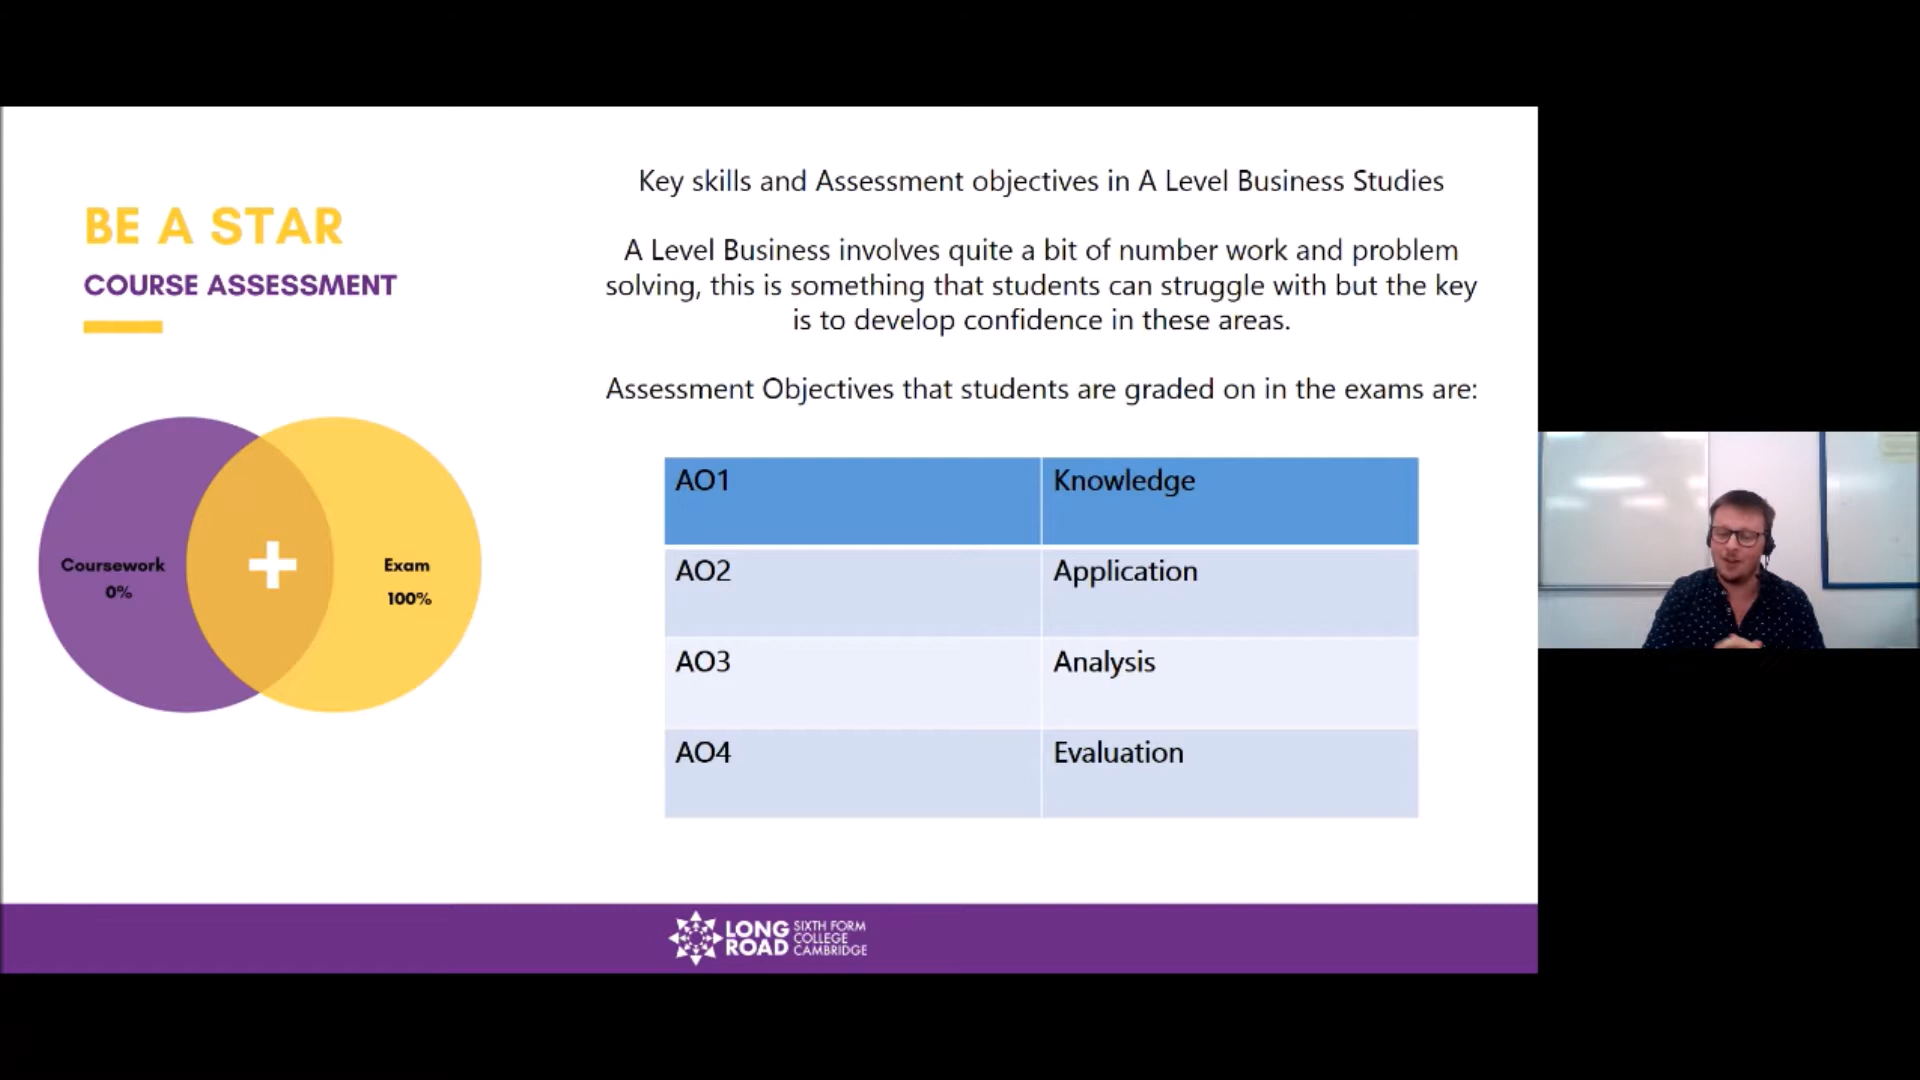 BE A STAR
COURSE ASSESSMENT
Coursework
0%
Exam
100%
Key skills and Assessment objectives in A Level Business Studies
A Level Business involves quite a bit of number work and problem
solving, this is something that students can struggle with but the key
is to develop confidence in these areas.
Assessment Objectives that students are graded on in the exams are:
AO1 Knowledge
AO2 Application
AO3 Analysis
AO4 Evaluation
LONG ROAD
SIXTH FORM
COLLEGE
CAMBRIDGE